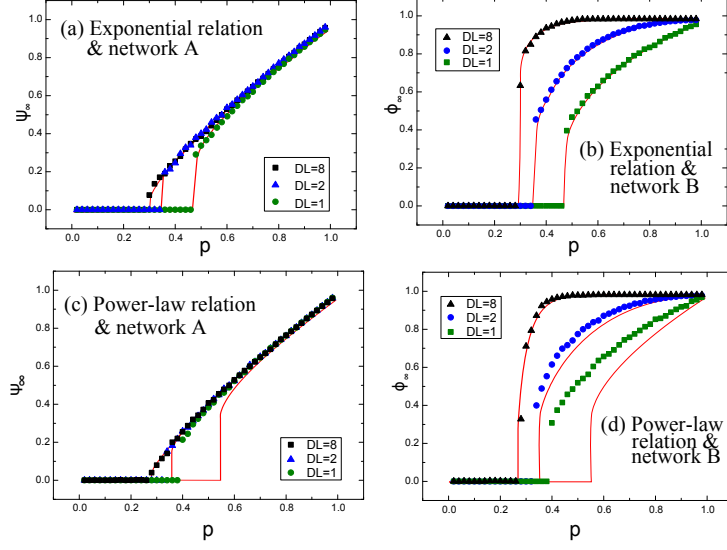 (a) Exponential relation
& network A
1.0
0.8
0.6
0.4
0.2
0.0
Ψ∞
DL=8
DL=2
DL=1
0.0 0.2 0.4 0.6 0.8 1.0
p
1.0
0.8
0.6
0.4
0.2
0.0
ϕ∞
DL=8
DL=2
DL=1
(b) Exponential
relation &
network B
0.0 0.2 0.4 0.6 0.8 1.0
p
(c) Power-law relation
& network A
1.0
0.8
0.6
0.4
0.2
0.0
Ψ∞
DL=8
DL=2
DL=1
0.0 0.2 0.4 0.6 0.8 1.0
p
1.0
0.8
0.6
0.4
0.2
0.0
ϕ∞
DL=8
DL=2
DL=1
(d) Power-law
relation &
network B
0.0 0.2 0.4 0.6 0.8 1.0
p